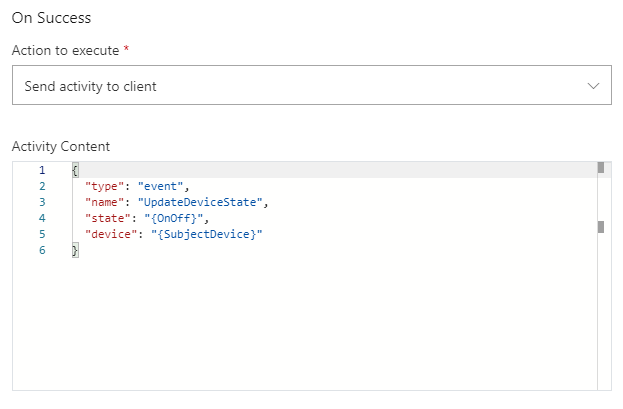 On Success
Action to execute *
Send activity to client
Activity Content
1 {
2 "type": "event",
3 "name": "UpdateDeviceState",
4 "state": "{OnOff}",
5 "device": "{SubjectDevice}"
6 }